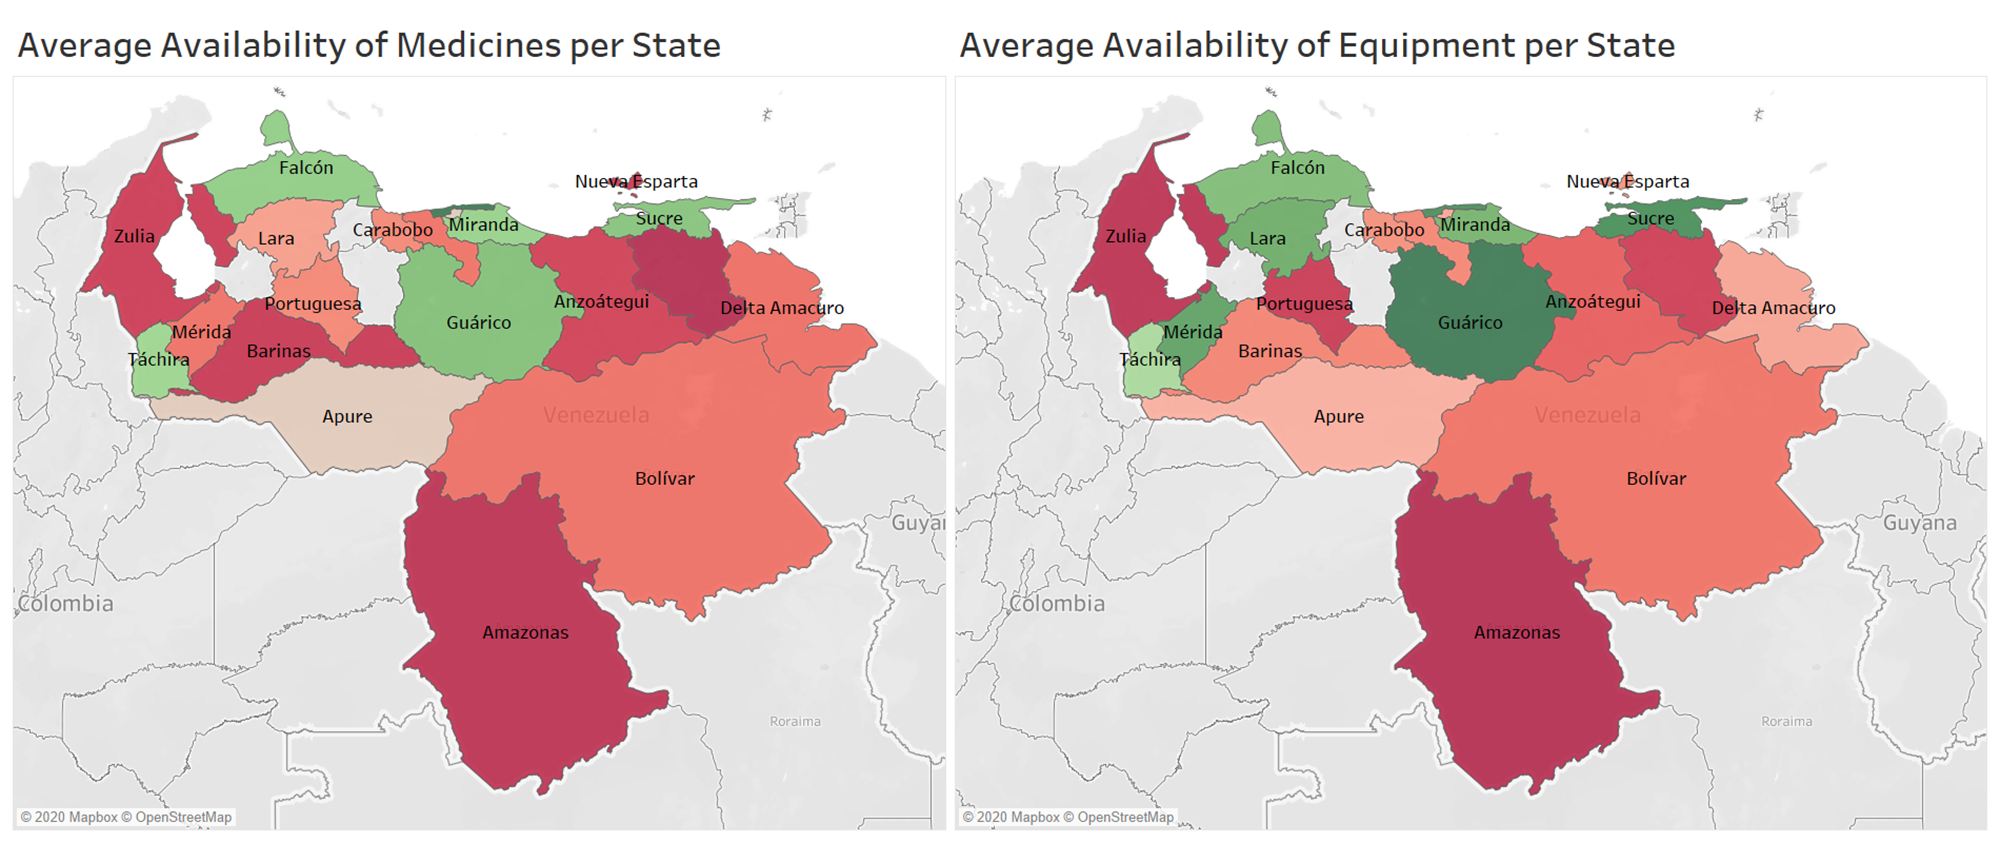 Average Availability of Medicines per State
Falcón
Nueva Esparta
Sucre
Miranda
Carabobo
Zulia
Lara
Portuguesa
Anzoátegui
Delta Amacuro
Guárico
Mérida
Barinas
Táchira
Apure
Venezuela
Bolívar
Guyar
Colombia
Amazonas
Roraima
© 2020 Mapbox © OpenStreetMap
Average Availability of Equipment per State
Falcón
Nueva Esparta
Sucre
Miranda
Carabobo
Zulia
Lara
Portuguesa
Anzoátegui
Delta Amacuro
Guárico
Mérida
Barinas
Táchira
Apure
Venezuela
Bolívar
Guyana
Colombia
Amazonas
Roraima
© 2020 Mapbox © OpenStreetMap